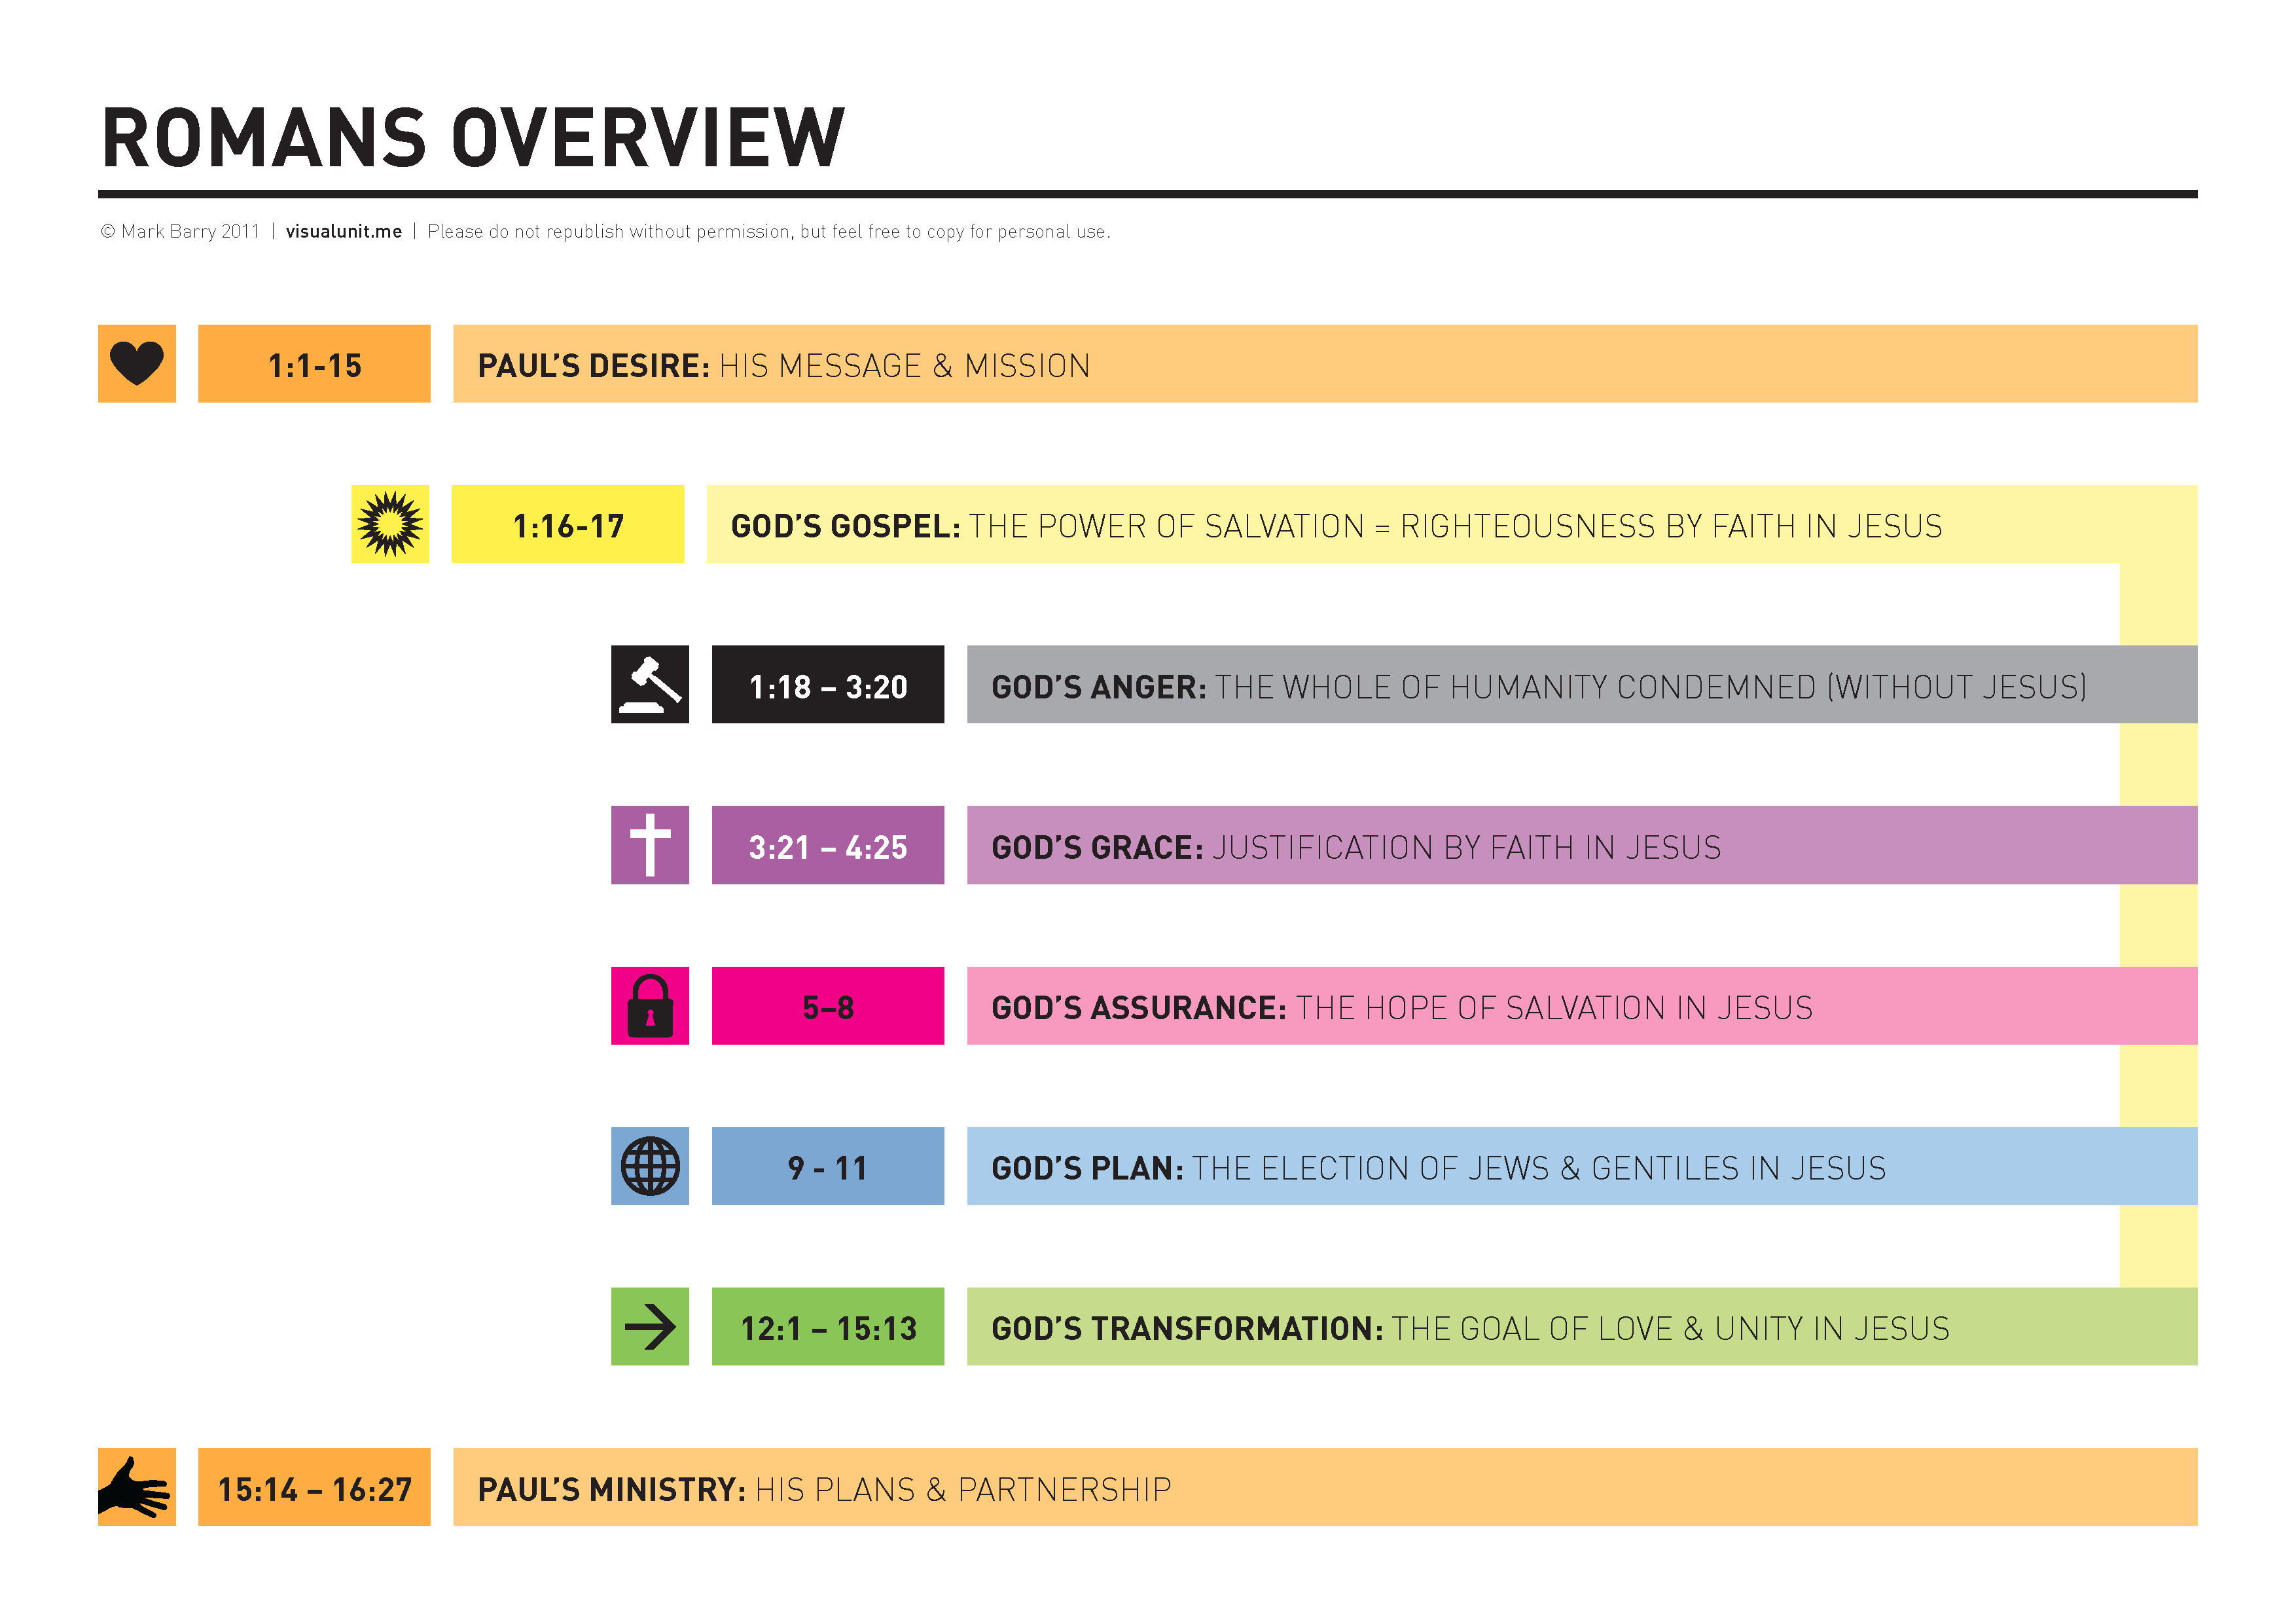 ROMANS OVERVIEW
© Mark Barry 2011 | visualunit.me | Please do not republish without permission, but feel free to copy for personal use.
1:1-15 PAUL’S DESIRE: HIS MESSAGE & MISSION
1:16-17 GOD’S GOSPEL: THE POWER OF SALVATION = RIGHTEOUSNESS BY FAITH IN JESUS
1:18 – 3:20 GOD’S ANGER: THE WHOLE OF HUMANITY CONDEMNED (WITHOUT JESUS)
3:21 – 4:25 GOD’S GRACE: JUSTIFICATION BY FAITH IN JESUS
5–8 GOD’S ASSURANCE: THE HOPE OF SALVATION IN JESUS
9 - 11 GOD’S PLAN: THE ELECTION OF JEWS & GENTILES IN JESUS
12:1 – 15:13 GOD’S TRANSFORMATION: THE GOAL OF LOVE & UNITY IN JESUS
15:14 – 16:27 PAUL’S MINISTRY: HIS PLANS & PARTNERSHIP